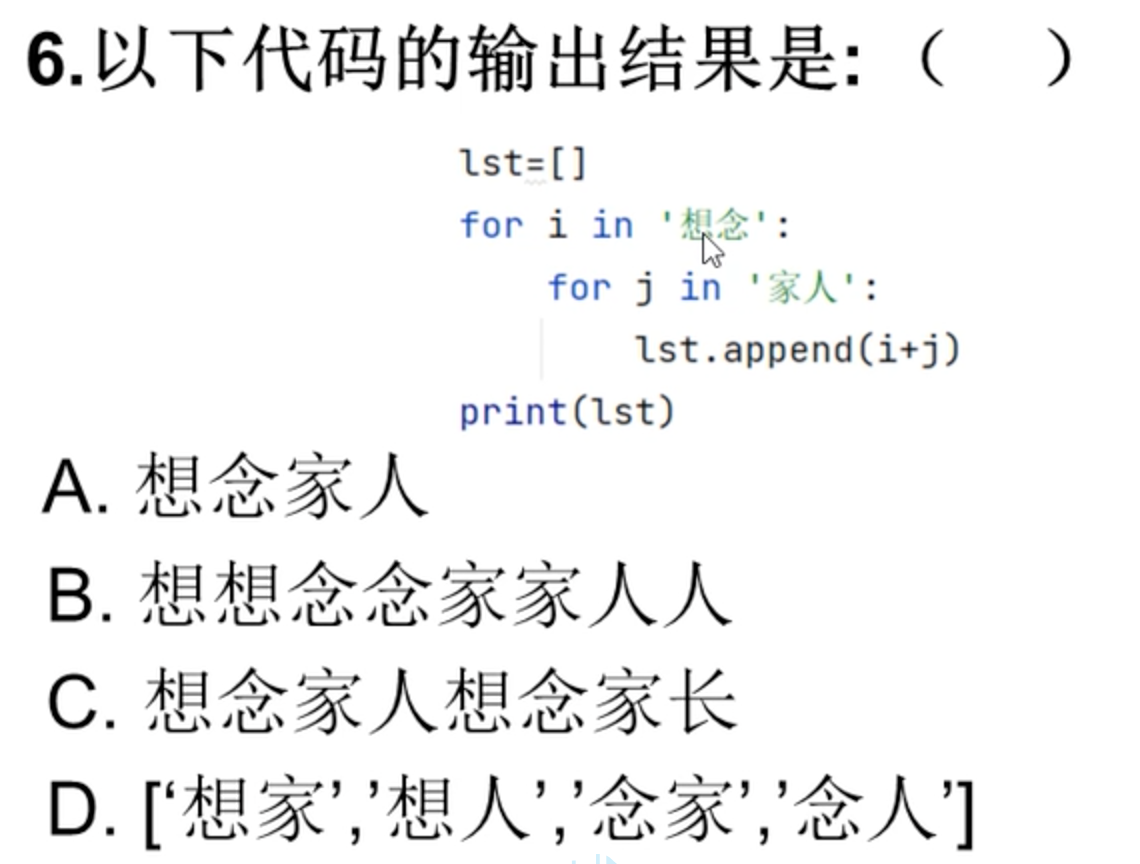 6.以下代码的输出结果是:（ ）
lst=[]
for i in '想念':
    for j in '家人':
        lst.append(i+j)
print(lst)
A. 想念家人
B. 想想念念家家人人
C. 想念家人想念家长
D. [‘想家’,’想人’,’念家’,’念人’]